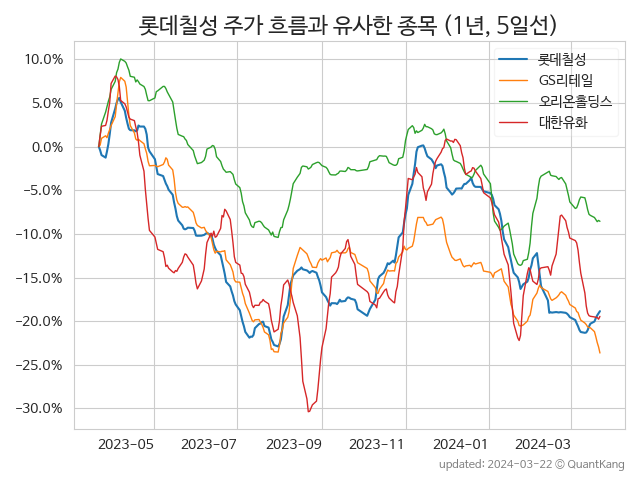 롯데칠성 주가 흐름과 유사한 종목 (1년, 5일선)
롯데칠성
GS리테일
오리온홀딩스
대한유화
10.0%
5.0%
0.0%
−5.0%
−10.0%
−15.0%
−20.0%
−25.0%
−30.0%
2023-05 2023-07 2023-09 2023-11 2024-01 2024-03
updated: 2024-03-22 © QuantKang